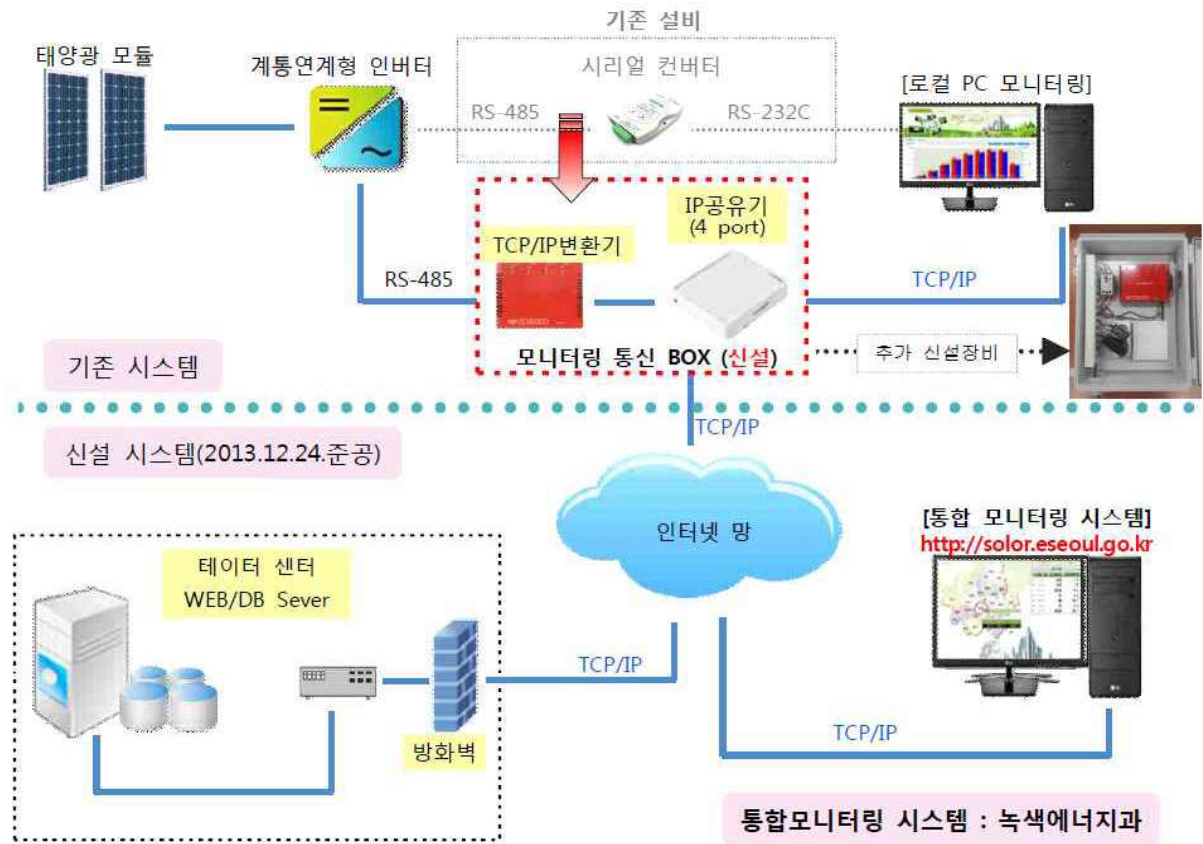 기존 설비
태양광 모듈
계통연계형 인버터
시리얼 컨버터
[로컬 PC 모니터링]
RS-485
RS-232C
IP공유기
(4 port)
TCP/IP변환기
RS-485
TCP/IP
모니터링 통신 BOX (신설)
추가 신설장비
기존 시스템
TCP/IP
신설 시스템(2013.12.24.준공)
인터넷 망
[통합 모니터링 시스템]
http://solor.eseoul.go.kr
테이터 센터
WEB/DB Sever
TCP/IP
TCP/IP
방화벽
통합모니터링 시스템 : 녹색에너지과